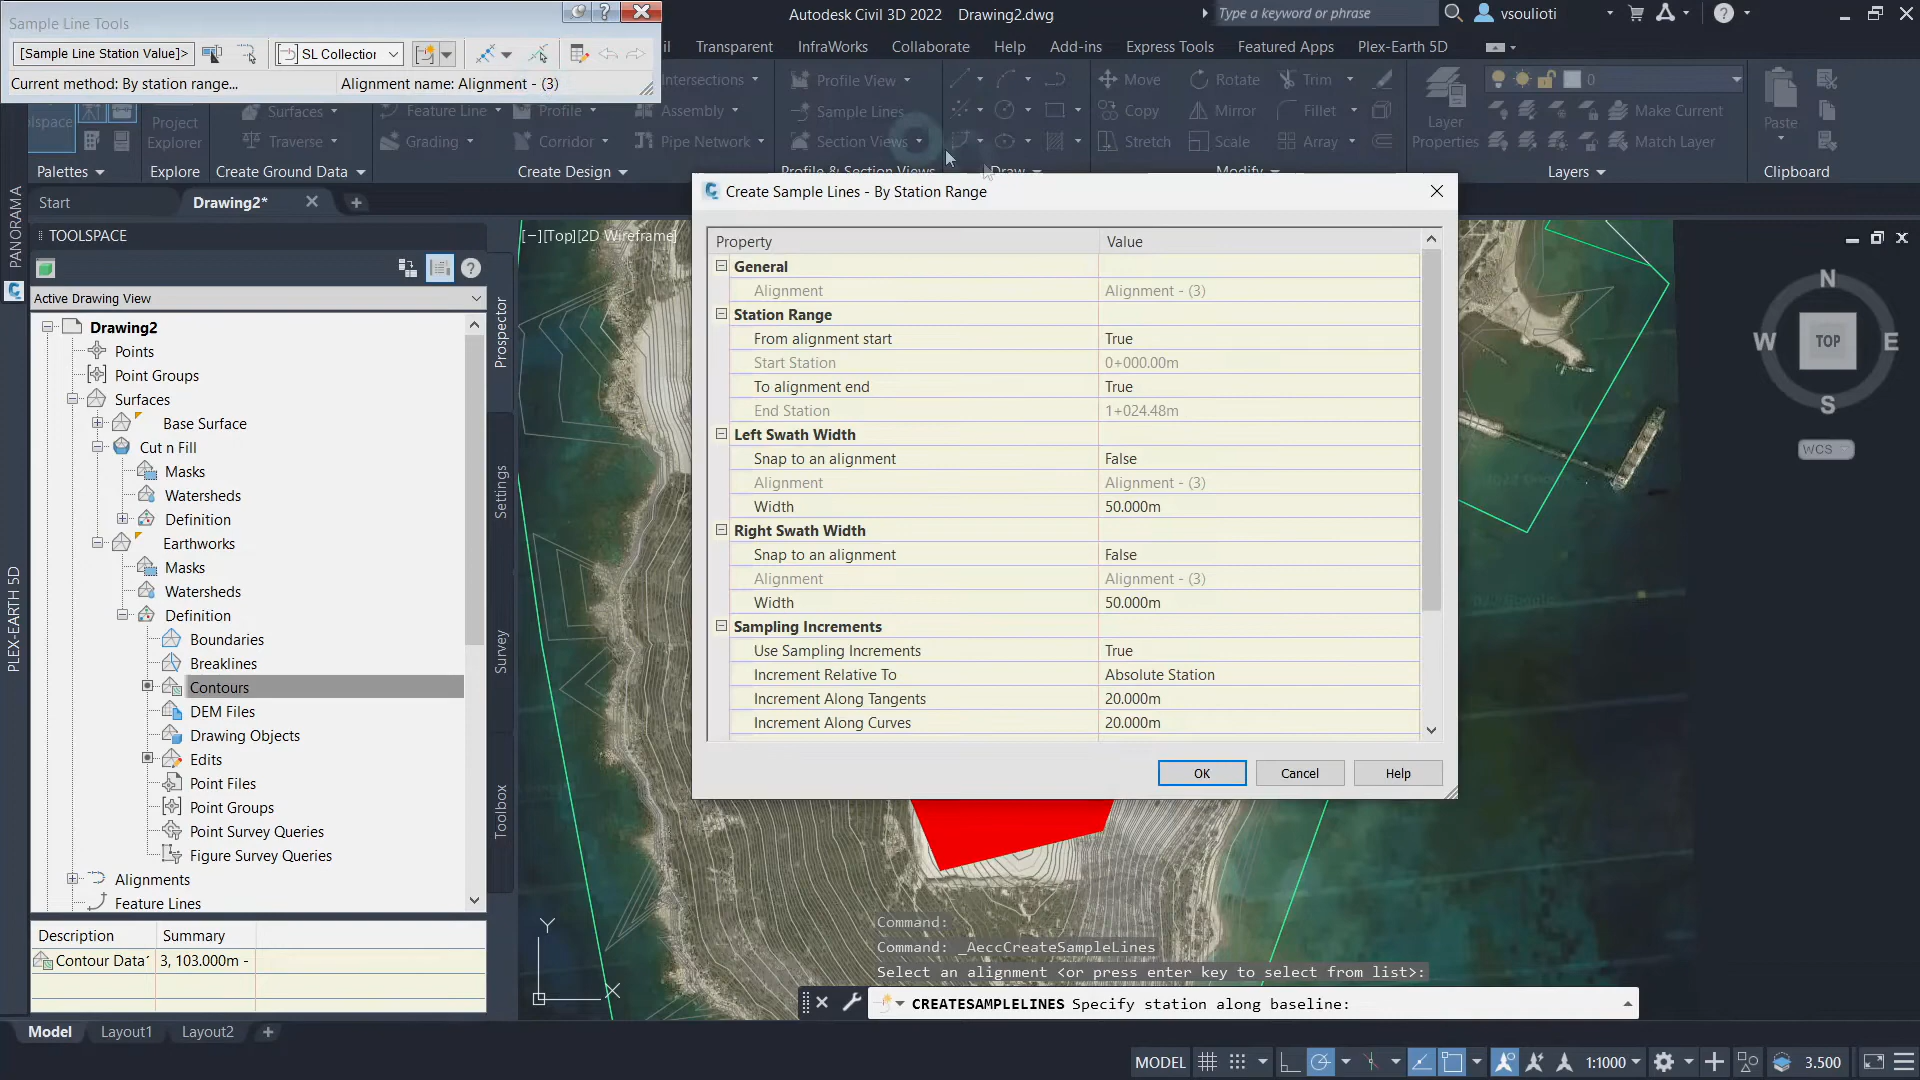 Sample Line Tools
[Sample Line Station Value]>
SL Collection
Current method: By station range...
Alignment name: Alignment - (3)
Autodesk Civil 3D 2022 Drawing2.dwg
Type a keyword or phrase
vsoulioti
Transparent InfraWorks Collaborate Help Add-ins Express Tools Featured Apps Plex-Earth 5D
Intersections
Profile View
Move Rotate Trim
0
Surfaces Feature Line Profile Assembly Sample Lines
Copy Mirror Fillet
Make Current
Project
Explorer
Traverse Corridor Pipe Network Section Views
Stretch Scale Array
Layer
Properties
Match Layer
Paste
Palettes Explore Create Ground Data Create Design Profile & Section Views Draw Modify Layers Clipboard
Start
Drawing2*
PANORAMA
PLEX-EARTH 5D
TOOLSPACE
Active Drawing View
Drawing2
Points
Point Groups
Surfaces
Base Surface
Cut n Fill
Masks
Watersheds
Definition
Earthworks
Masks
Watersheds
Definition
Boundaries
Breaklines
Contours
DEM Files
Drawing Objects
Edits
Point Files
Point Groups
Point Survey Queries
Figure Survey Queries
Alignments
Feature Lines
Prospector
Settings
Survey
Toolbox
Description Summary
Contour Data 3, 103.000m -
[−][Top][2D Wireframe]
Create Sample Lines - By Station Range
Property Value
General
Alignment Alignment - (3)
Station Range
From alignment start True
Start Station 0+000.00m
To alignment end True
End Station 1+024.48m
Left Swath Width
Snap to an alignment False
Alignment Alignment - (3)
Width 50.000m
Right Swath Width
Snap to an alignment False
Alignment Alignment - (3)
Width 50.000m
Sampling Increments
Use Sampling Increments True
Increment Relative To Absolute Station
Increment Along Tangents 20.000m
Increment Along Curves 20.000m
OK Cancel Help
N
W TOP E
S
WCS
Y
X
Command:
Command: _AeccCreateSampleLines
Select an alignment <or press enter key to select from list>:
CREATESAMPLELINES Specify station along baseline:
Model Layout1 Layout2
MODEL
1:1000
3.500